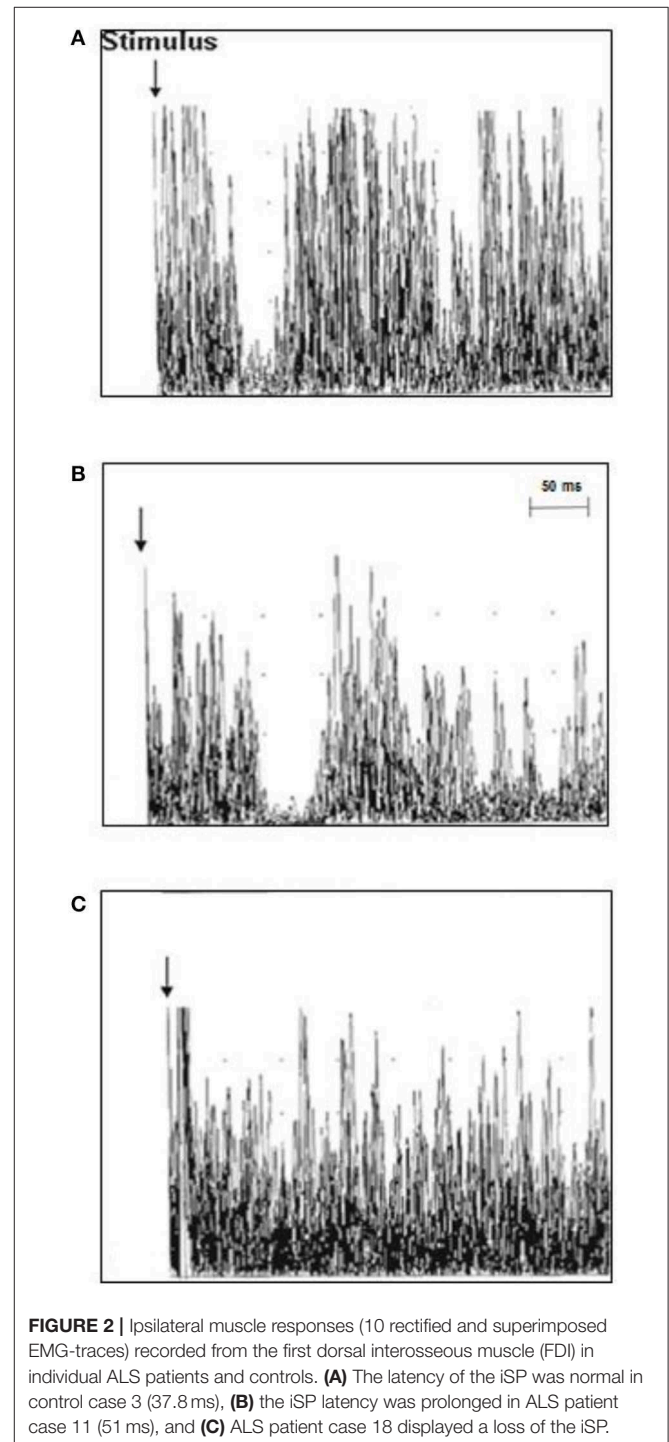 A
Stimulus
B
50 ms
C
FIGURE 2 | Ipsilateral muscle responses (10 rectified and superimposed
EMG-traces) recorded from the first dorsal interosseous muscle (FDI) in
individual ALS patients and controls. (A) The latency of the iSP was normal in
control case 3 (37.8 ms), (B) the iSP latency was prolonged in ALS patient
case 11 (51 ms), and (C) ALS patient case 18 displayed a loss of the iSP.